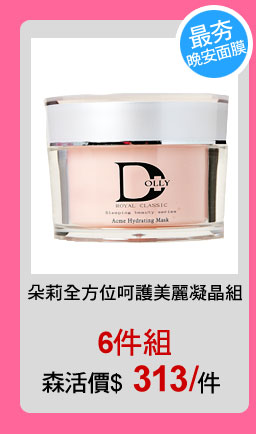 最夯
晚安面膜
DOLLY
ROYAL CLASSIC
Sleeping beauty series
Acme Hydrating Mask
朵莉全方位呵護美麗凝晶組
6件組
森活價$ 313/件